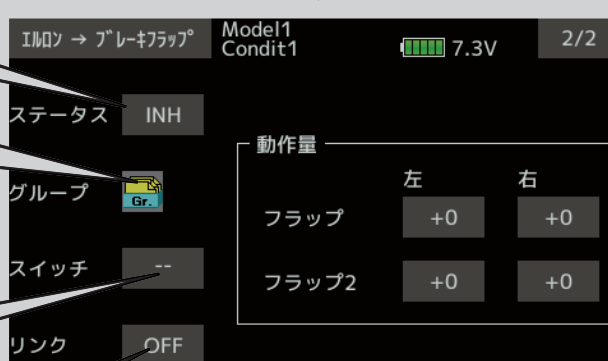 ｴﾙﾛﾝ → ﾌﾞﾚｰｷﾌﾗｯﾌﾟ
Model1
Condit1
7.3V
2/2
ステータス INH
動作量
左 右
グループ Gr.
フラップ +0 +0
スイッチ --
フラップ2 +0 +0
リンク OFF